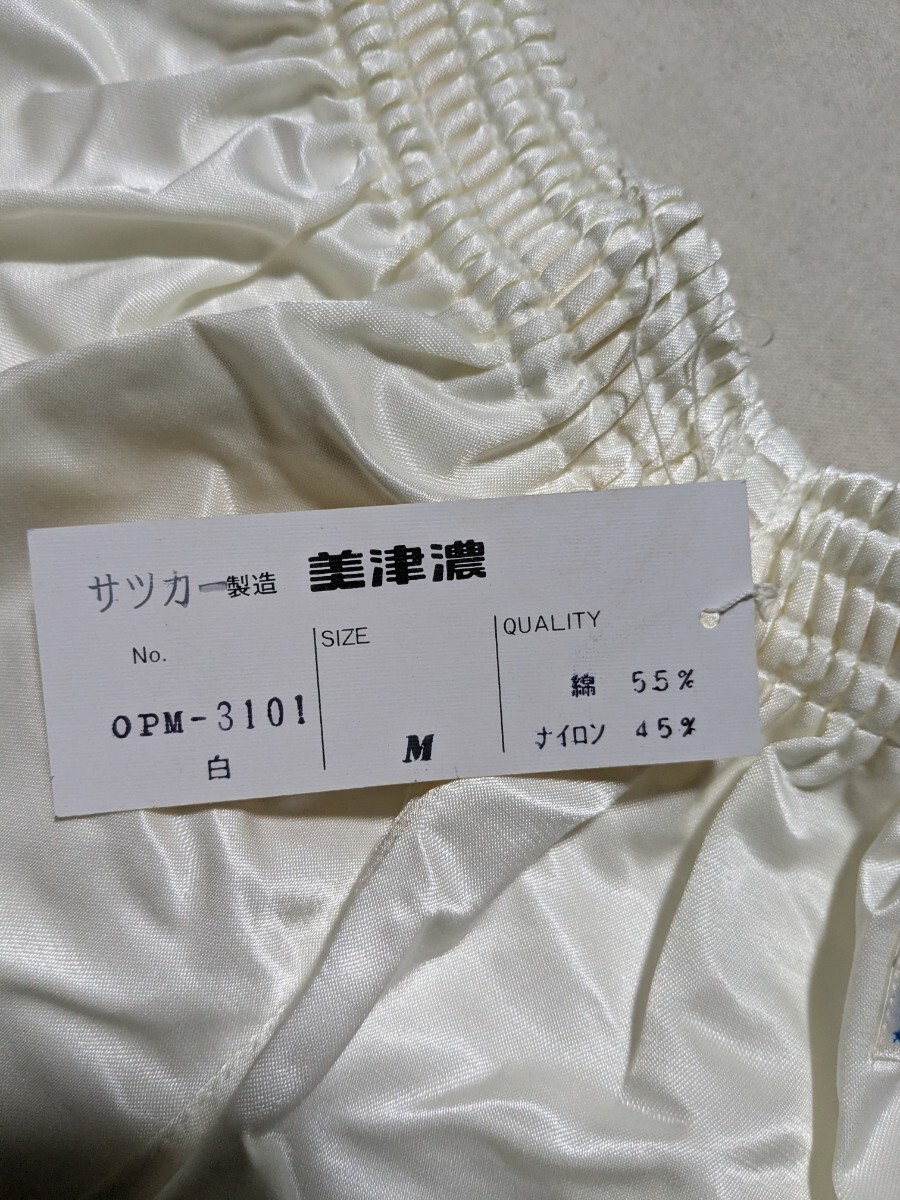 サツカー製造 美津濃
No.
OPM-3101
白
SIZE
M
QUALITY
綿 55%
ナイロン 45%